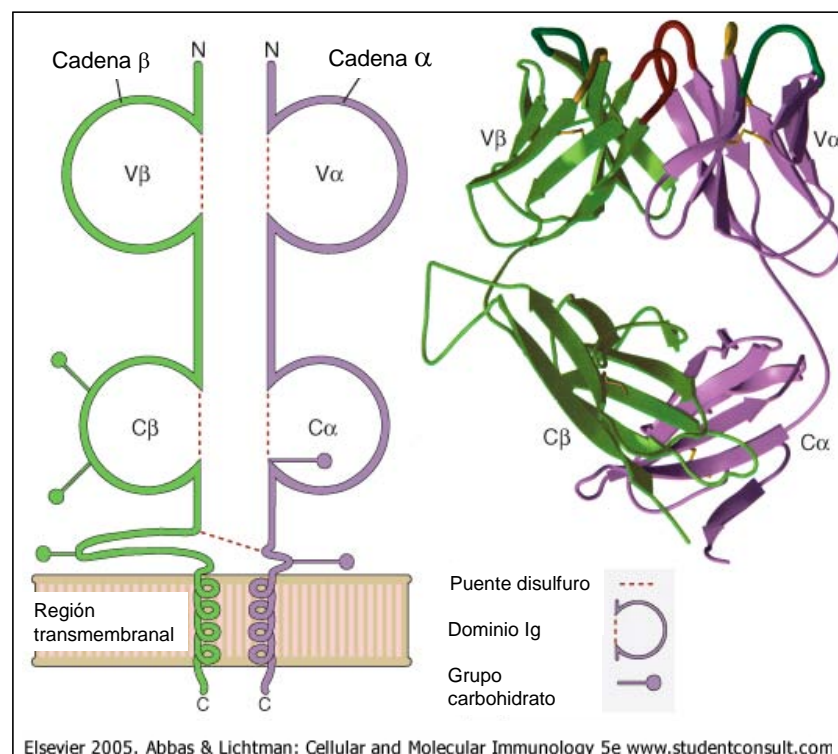 N N
Cadena β
Cadena α
Vβ
Vα
Cβ
Cα
Región
transmembranal
C C
Vβ
Vα
Cβ
Cα
Puente disulfuro
Dominio Ig
Grupo
carbohidrato
Elsevier 2005. Abbas & Lichtman: Cellular and Molecular Immunology 5e www.studentconsult.com